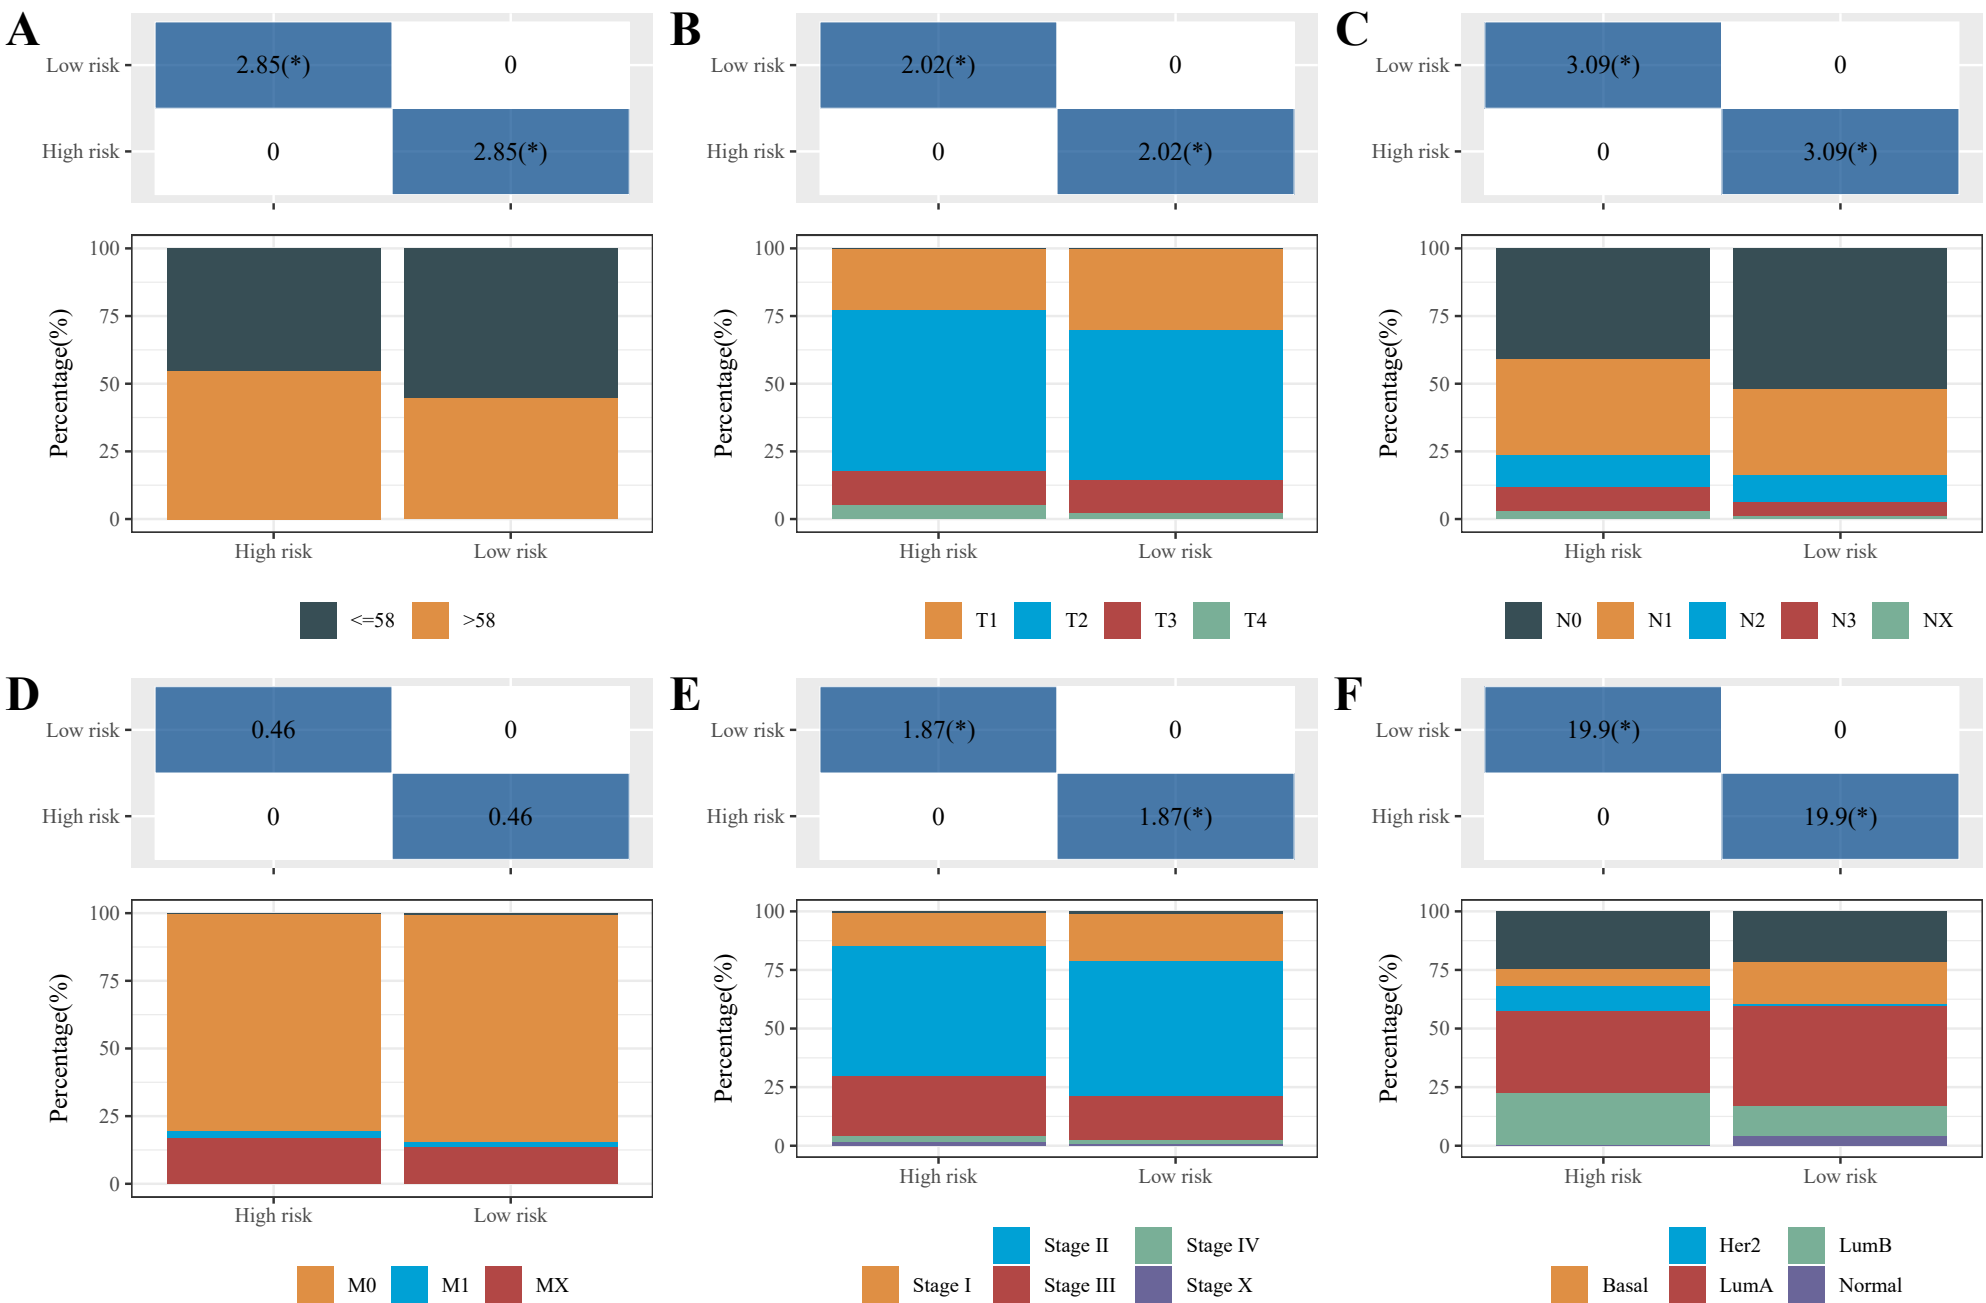 A
Low risk
2.85(*)
0
High risk
0
2.85(*)
Percentage(%)
100
75
50
25
0
High risk
Low risk
<=58
>58
B
Low risk
2.02(*)
0
High risk
0
2.02(*)
Percentage(%)
100
75
50
25
0
High risk
Low risk
T1
T2
T3
T4
C
Low risk
3.09(*)
0
High risk
0
3.09(*)
Percentage(%)
100
75
50
25
0
High risk
Low risk
N0
N1
N2
N3
NX
D
Low risk
0.46
0
High risk
0
0.46
Percentage(%)
100
75
50
25
0
High risk
Low risk
M0
M1
MX
E
Low risk
1.87(*)
0
High risk
0
1.87(*)
Percentage(%)
100
75
50
25
0
High risk
Low risk
Stage II
Stage IV
Stage I
Stage III
Stage X
F
Low risk
19.9(*)
0
High risk
0
19.9(*)
Percentage(%)
100
75
50
25
0
High risk
Low risk
Her2
LumB
Basal
LumA
Normal